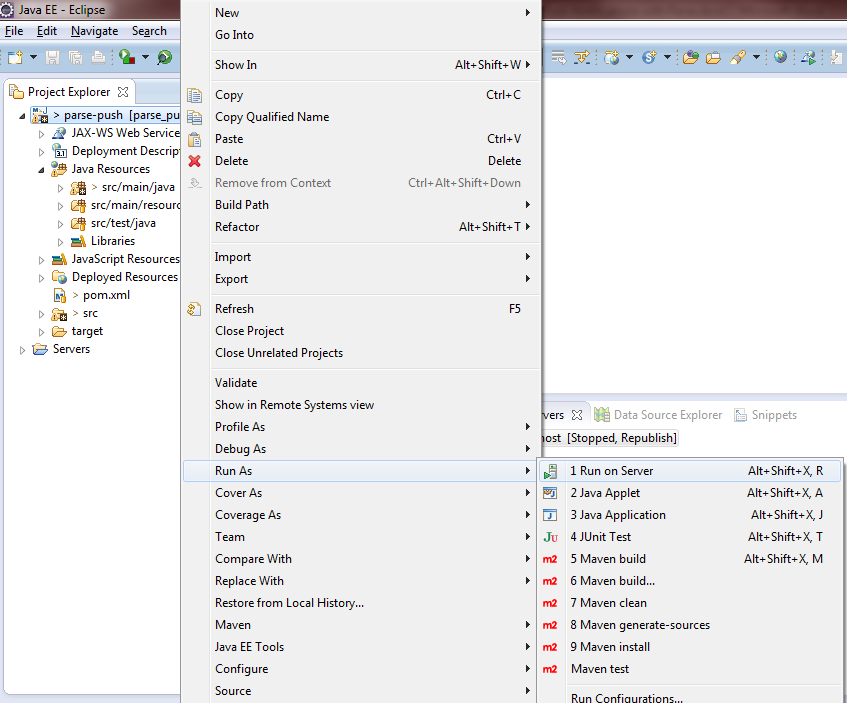 Java EE - Eclipse
File Edit Navigate Search
Project Explorer
> parse-push [parse_pu
JAX-WS Web Service
Deployment Descript
Java Resources
> src/main/java
src/main/resourc
src/test/java
Libraries
JavaScript Resources
Deployed Resources
> pom.xml
> src
target
Servers
New
Go Into
Show In Alt+Shift+W
Copy Ctrl+C
Copy Qualified Name
Paste Ctrl+V
Delete Delete
Remove from Context Ctrl+Alt+Shift+Down
Build Path
Refactor Alt+Shift+T
Import
Export
Refresh F5
Close Project
Close Unrelated Projects
Validate
Show in Remote Systems view
Profile As
Debug As
Run As
Cover As
Coverage As
Team
Compare With
Replace With
Restore from Local History...
Maven
Java EE Tools
Configure
Source
vers Data Source Explorer Snippets
host [Stopped, Republish]
1 Run on Server Alt+Shift+X, R
2 Java Applet Alt+Shift+X, A
3 Java Application Alt+Shift+X, J
4 JUnit Test Alt+Shift+X, T
5 Maven build Alt+Shift+X, M
6 Maven build...
7 Maven clean
8 Maven generate-sources
9 Maven install
Maven test
Run Configurations...